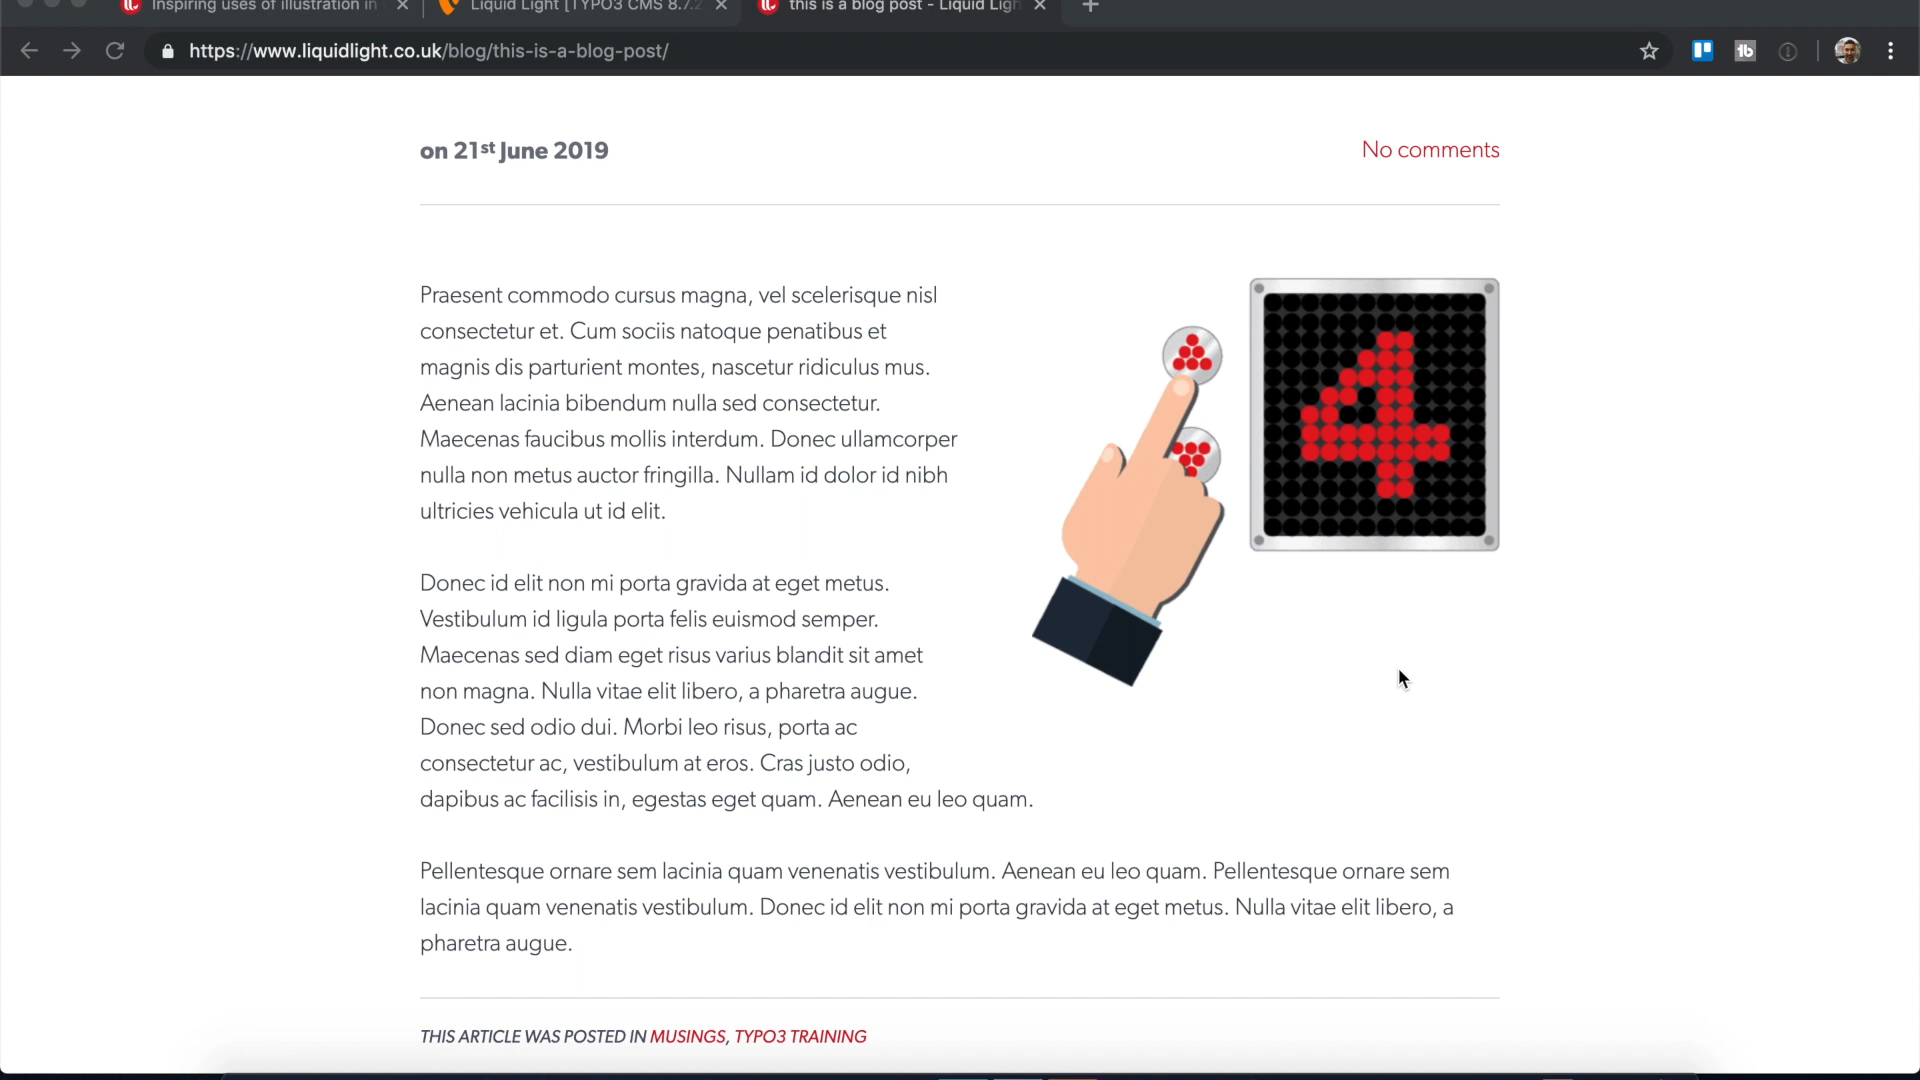 Inspiring uses of illustration in
Liquid Light [TYPO3 CMS 8.7.2
this is a blog post - Liquid Ligh
https://www.liquidlight.co.uk/blog/this-is-a-blog-post/
on 21st June 2019
No comments
Praesent commodo cursus magna, vel scelerisque nisl
consectetur et. Cum sociis natoque penatibus et
magnis dis parturient montes, nascetur ridiculus mus.
Aenean lacinia bibendum nulla sed consectetur.
Maecenas faucibus mollis interdum. Donec ullamcorper
nulla non metus auctor fringilla. Nullam id dolor id nibh
ultricies vehicula ut id elit.
4
Donec id elit non mi porta gravida at eget metus.
Vestibulum id ligula porta felis euismod semper.
Maecenas sed diam eget risus varius blandit sit amet
non magna. Nulla vitae elit libero, a pharetra augue.
Donec sed odio dui. Morbi leo risus, porta ac
consectetur ac, vestibulum at eros. Cras justo odio,
dapibus ac facilisis in, egestas eget quam. Aenean eu leo quam.
Pellentesque ornare sem lacinia quam venenatis vestibulum. Aenean eu leo quam. Pellentesque ornare sem
lacinia quam venenatis vestibulum. Donec id elit non mi porta gravida at eget metus. Nulla vitae elit libero, a
pharetra augue.
THIS ARTICLE WAS POSTED IN MUSINGS, TYPO3 TRAINING